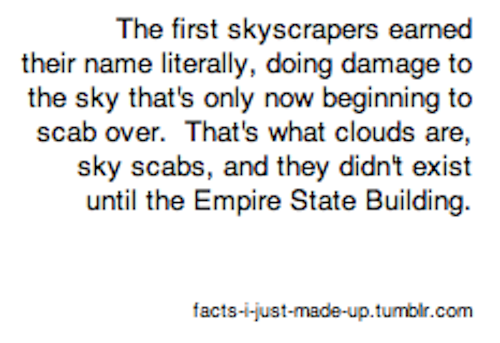 The first skyscrapers earned
their name literally, doing damage to
the sky that's only now beginning to
scab over.  That's what clouds are,
sky scabs, and they didn't exist
until the Empire State Building.
facts-i-just-made-up.tumblr.com